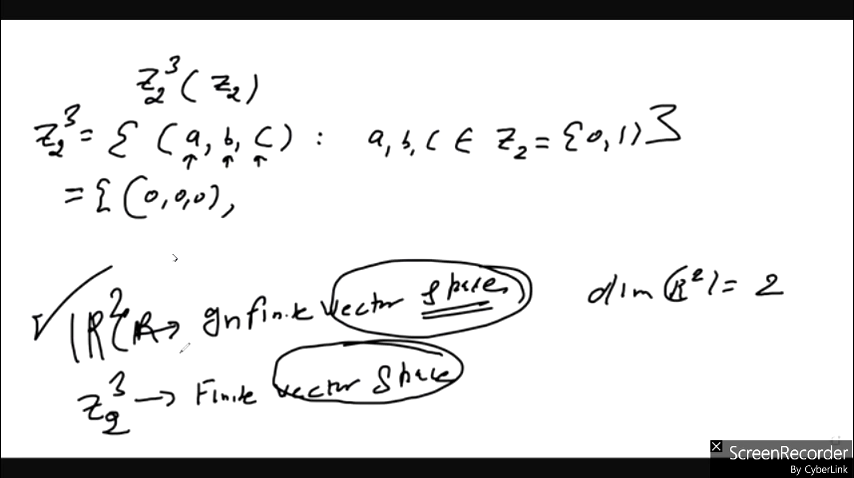 Z₂³ (Z₂)
Z₂³ = { (a, b, c) : a, b, c ∈ Z₂ = {0, 1} }
= { (0,0,0),
✓ ℝ²(ℝ → Infinite vector space dim(ℝ²) = 2
Z₂³ → Finite vector space
ScreenRecorder
By CyberLink